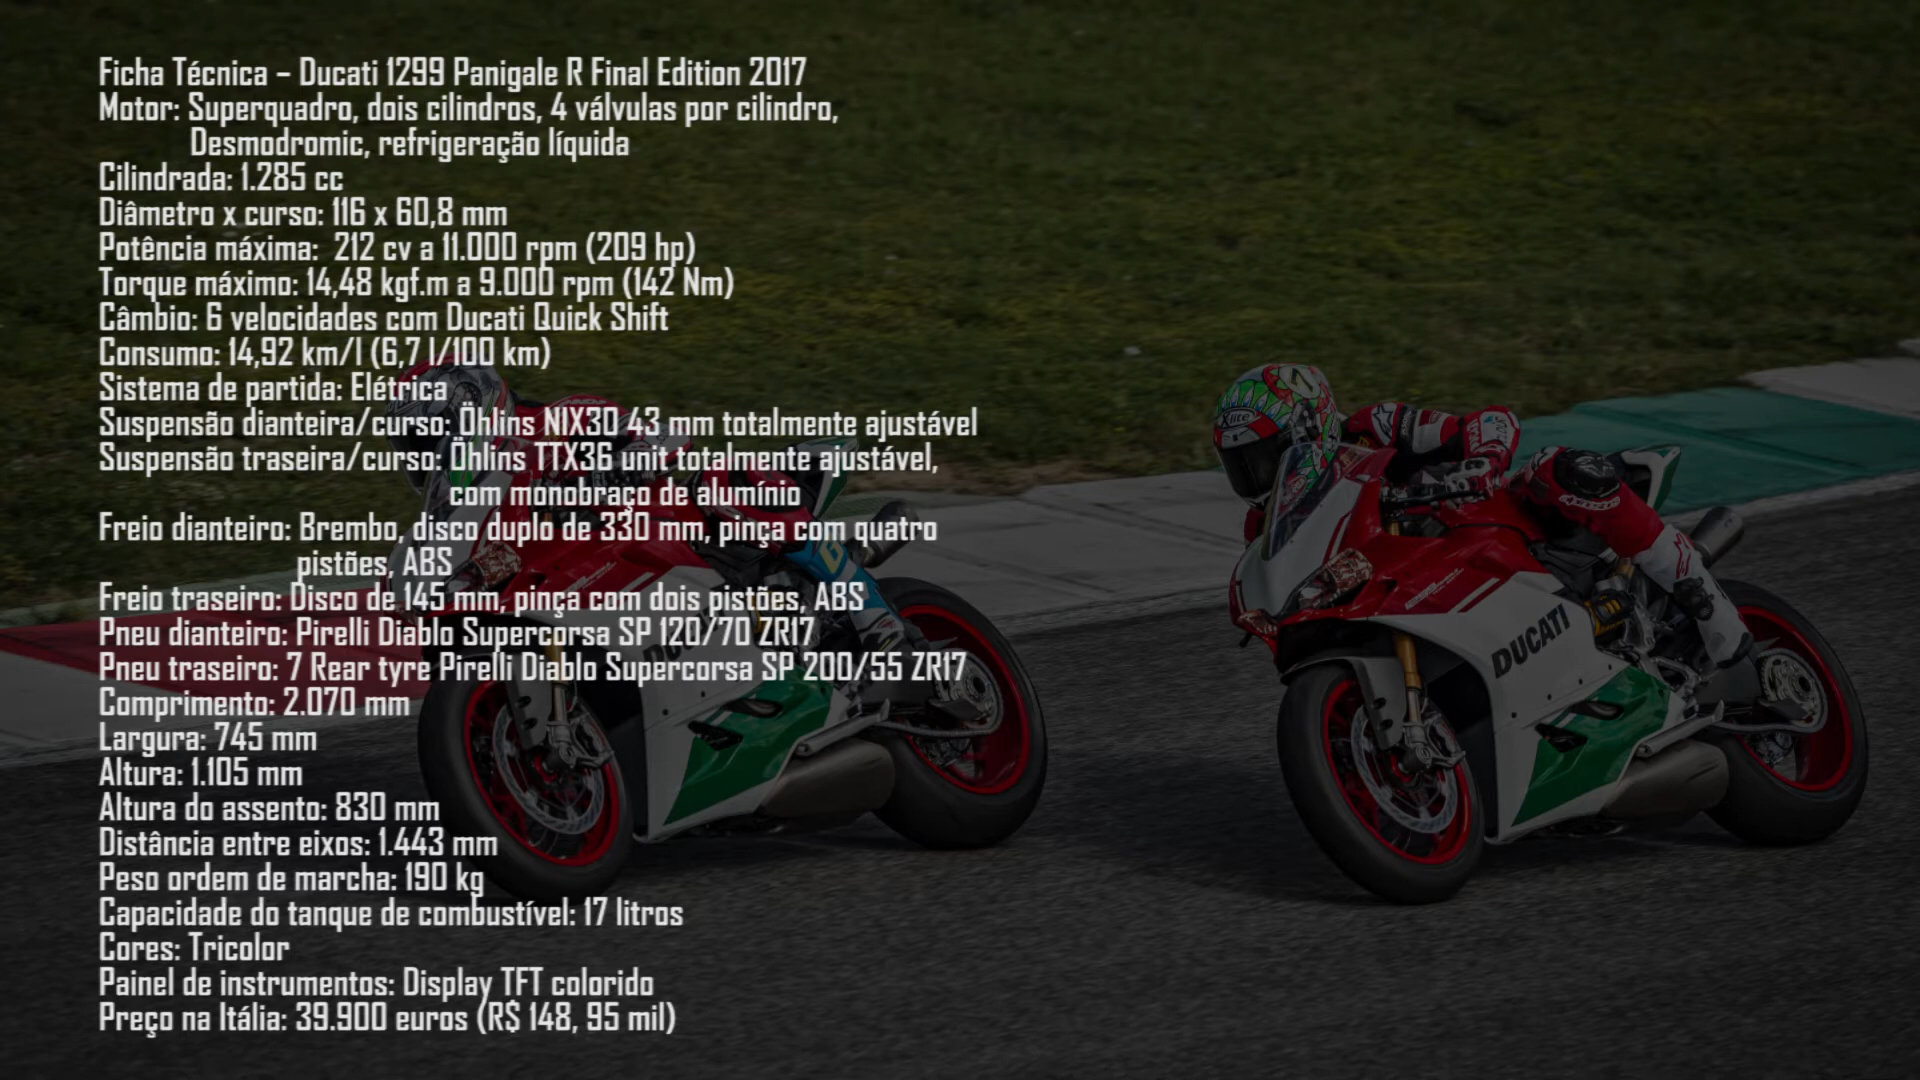 Ficha Técnica – Ducati 1299 Panigale R Final Edition 2017
Motor: Superquadro, dois cilindros, 4 válvulas por cilindro,
Desmodromic, refrigeração líquida
Cilindrada: 1.285 cc
Diâmetro x curso: 116 x 60,8 mm
Potência máxima: 212 cv a 11.000 rpm (209 hp)
Torque máximo: 14,48 kgf.m a 9.000 rpm (142 Nm)
Câmbio: 6 velocidades com Ducati Quick Shift
Consumo: 14,92 km/l (6,7 l/100 km)
Sistema de partida: Elétrica
Suspensão dianteira/curso: Öhlins NIX30 43 mm totalmente ajustável
Suspensão traseira/curso: Öhlins TTX36 unit totalmente ajustável,
com monobraço de alumínio
Freio dianteiro: Brembo, disco duplo de 330 mm, pinça com quatro
pistões, ABS
Freio traseiro: Disco de 145 mm, pinça com dois pistões, ABS
Pneu dianteiro: Pirelli Diablo Supercorsa SP 120/70 ZR17
Pneu traseiro: 7 Rear tyre Pirelli Diablo Supercorsa SP 200/55 ZR17
Comprimento: 2.070 mm
Largura: 745 mm
Altura: 1.105 mm
Altura do assento: 830 mm
Distância entre eixos: 1.443 mm
Peso ordem de marcha: 190 kg
Capacidade do tanque de combustível: 17 litros
Cores: Tricolor
Painel de instrumentos: Display TFT colorido
Preço na Itália: 39.900 euros (R$ 148, 95 mil)
7
X-lite
DUCATI